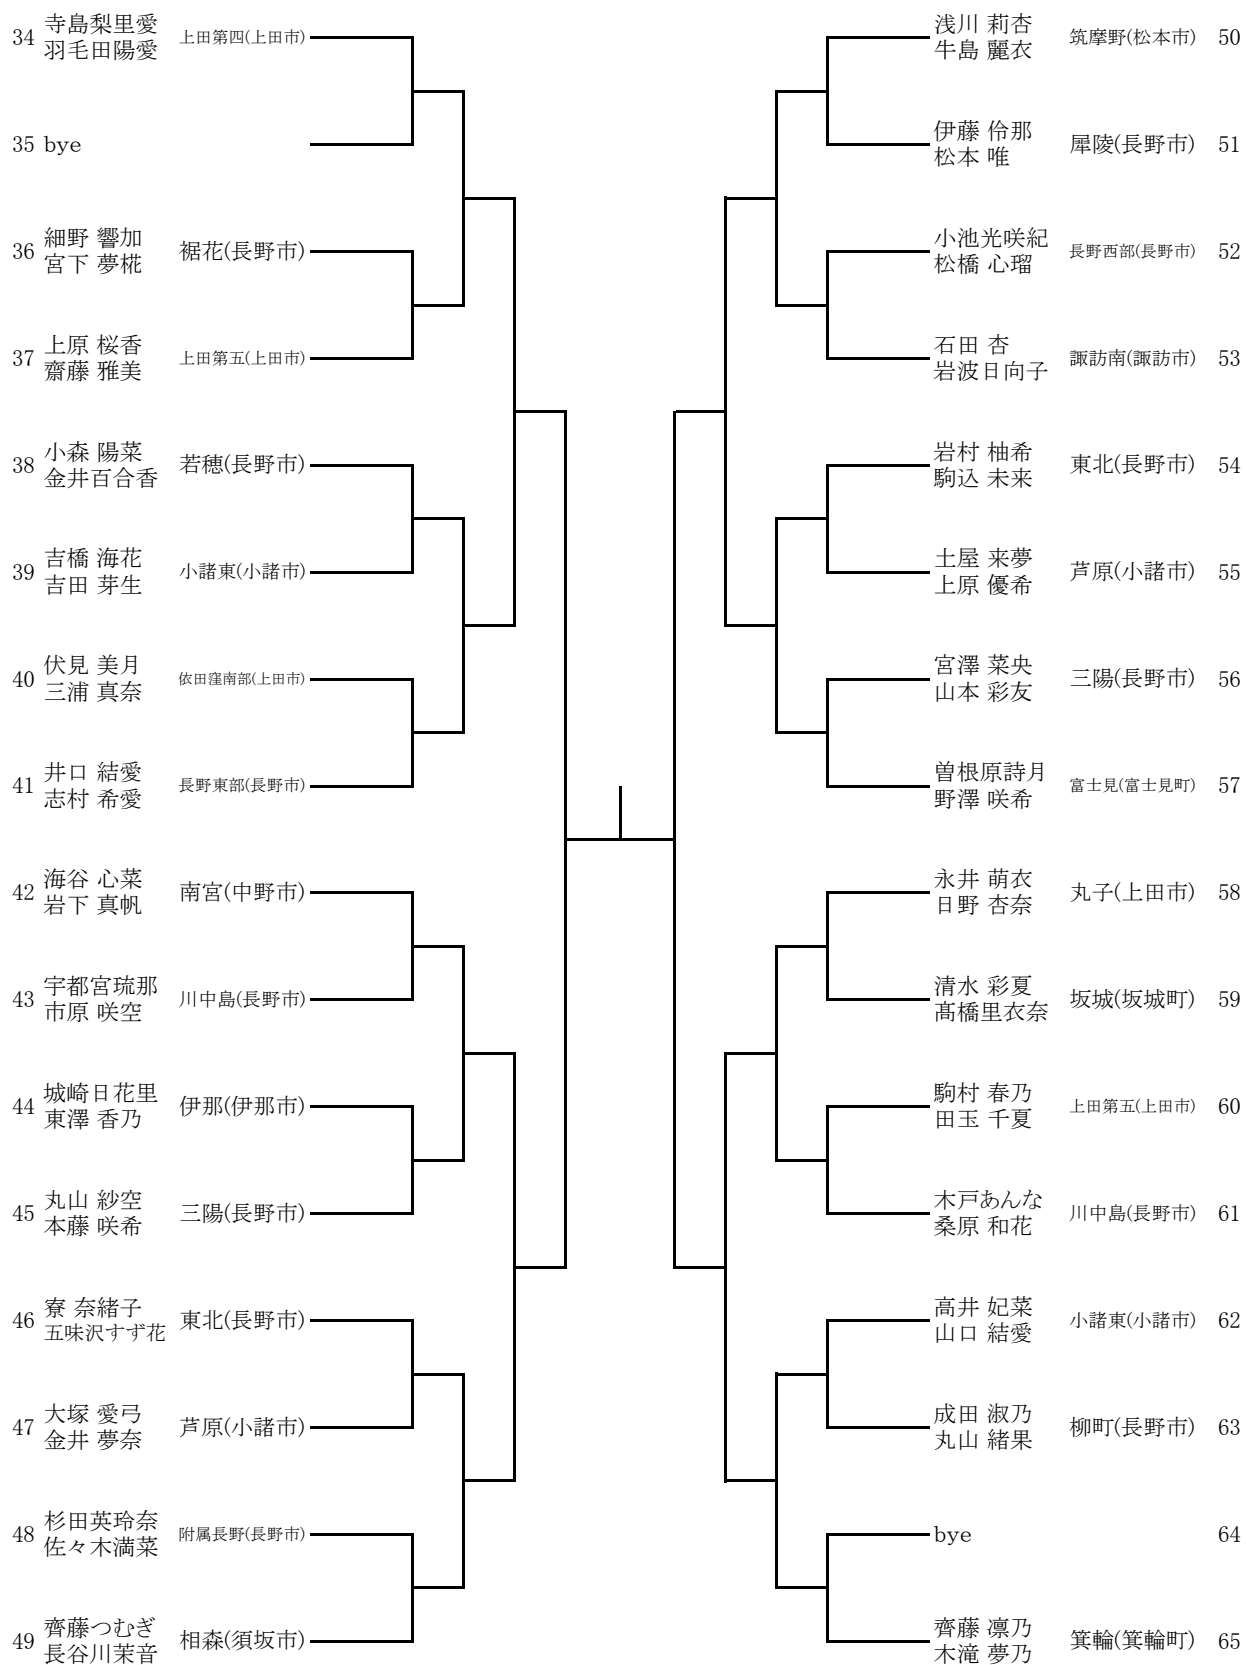 34 寺島梨里愛 上田第四(上田市)
羽毛田陽愛
35 bye
36 細野 響加 裾花(長野市)
宮下 夢椛
37 上原 桜香 上田第五(上田市)
齋藤 雅美
38 小森 陽菜 若穂(長野市)
金井百合香
39 吉橋 海花 小諸東(小諸市)
吉田 芽生
40 伏見 美月 依田窪南部(上田市)
三浦 真奈
41 井口 結愛 長野東部(長野市)
志村 希愛
42 海谷 心菜 南宮(中野市)
岩下 真帆
43 宇都宮琉那 川中島(長野市)
市原 咲空
44 城崎日花里 伊那(伊那市)
東澤 香乃
45 丸山 紗空 三陽(長野市)
本藤 咲希
46 寮 奈緒子 東北(長野市)
五味沢すず花
47 大塚 愛弓 芦原(小諸市)
金井 夢奈
48 杉田英玲奈 附属長野(長野市)
佐々木満菜
49 齊藤つむぎ 相森(須坂市)
長谷川茉音
浅川 莉杏 筑摩野(松本市) 50
牛島 麗衣
伊藤 伶那 犀陵(長野市) 51
松本 唯
小池光咲紀 長野西部(長野市) 52
松橋 心瑠
石田 杏 諏訪南(諏訪市) 53
岩波日向子
岩村 柚希 東北(長野市) 54
駒込 未来
土屋 来夢 芦原(小諸市) 55
上原 優希
宮澤 菜央 三陽(長野市) 56
山本 彩友
曽根原詩月 富士見(富士見町) 57
野澤 咲希
永井 萌衣 丸子(上田市) 58
日野 杏奈
清水 彩夏 坂城(坂城町) 59
髙橋里衣奈
駒村 春乃 上田第五(上田市) 60
田玉 千夏
木戸あんな 川中島(長野市) 61
桑原 和花
高井 妃菜 小諸東(小諸市) 62
山口 結愛
成田 淑乃 柳町(長野市) 63
丸山 緒果
bye 64
齊藤 凛乃 箕輪(箕輪町) 65
木滝 夢乃